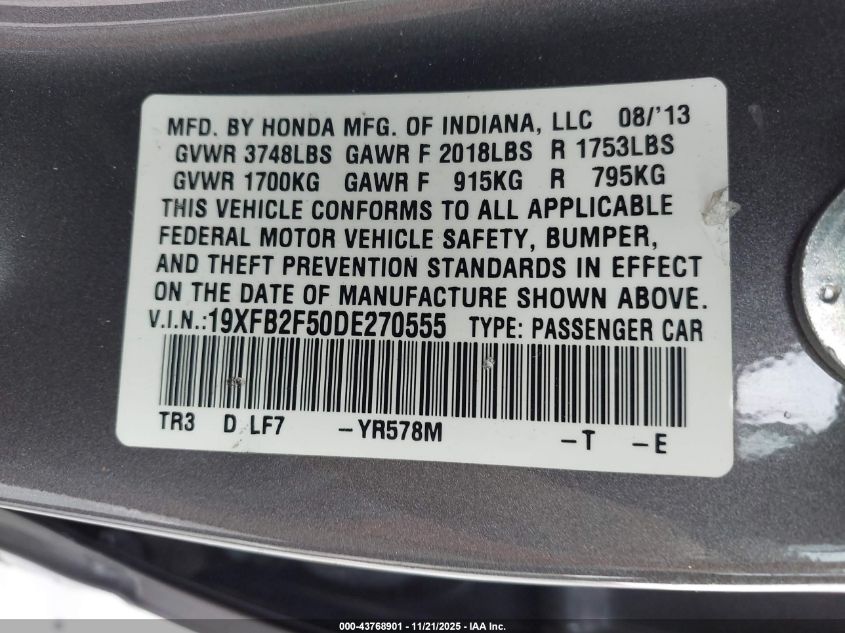 MFD. BY HONDA MFG. OF INDIANA, LLC 08/'13
GVWR 3748LBS GAWR F 2018LBS R 1753LBS
GVWR 1700KG GAWR F 915KG R 795KG
THIS VEHICLE CONFORMS TO ALL APPLICABLE
FEDERAL MOTOR VEHICLE SAFETY, BUMPER,
AND THEFT PREVENTION STANDARDS IN EFFECT
ON THE DATE OF MANUFACTURE SHOWN ABOVE.
V.I.N.:19XFB2F50DE270555 TYPE: PASSENGER CAR
TR3 D LF7 -YR578M -T -E
000-43768901 - 11/21/2025 - IAA Inc.